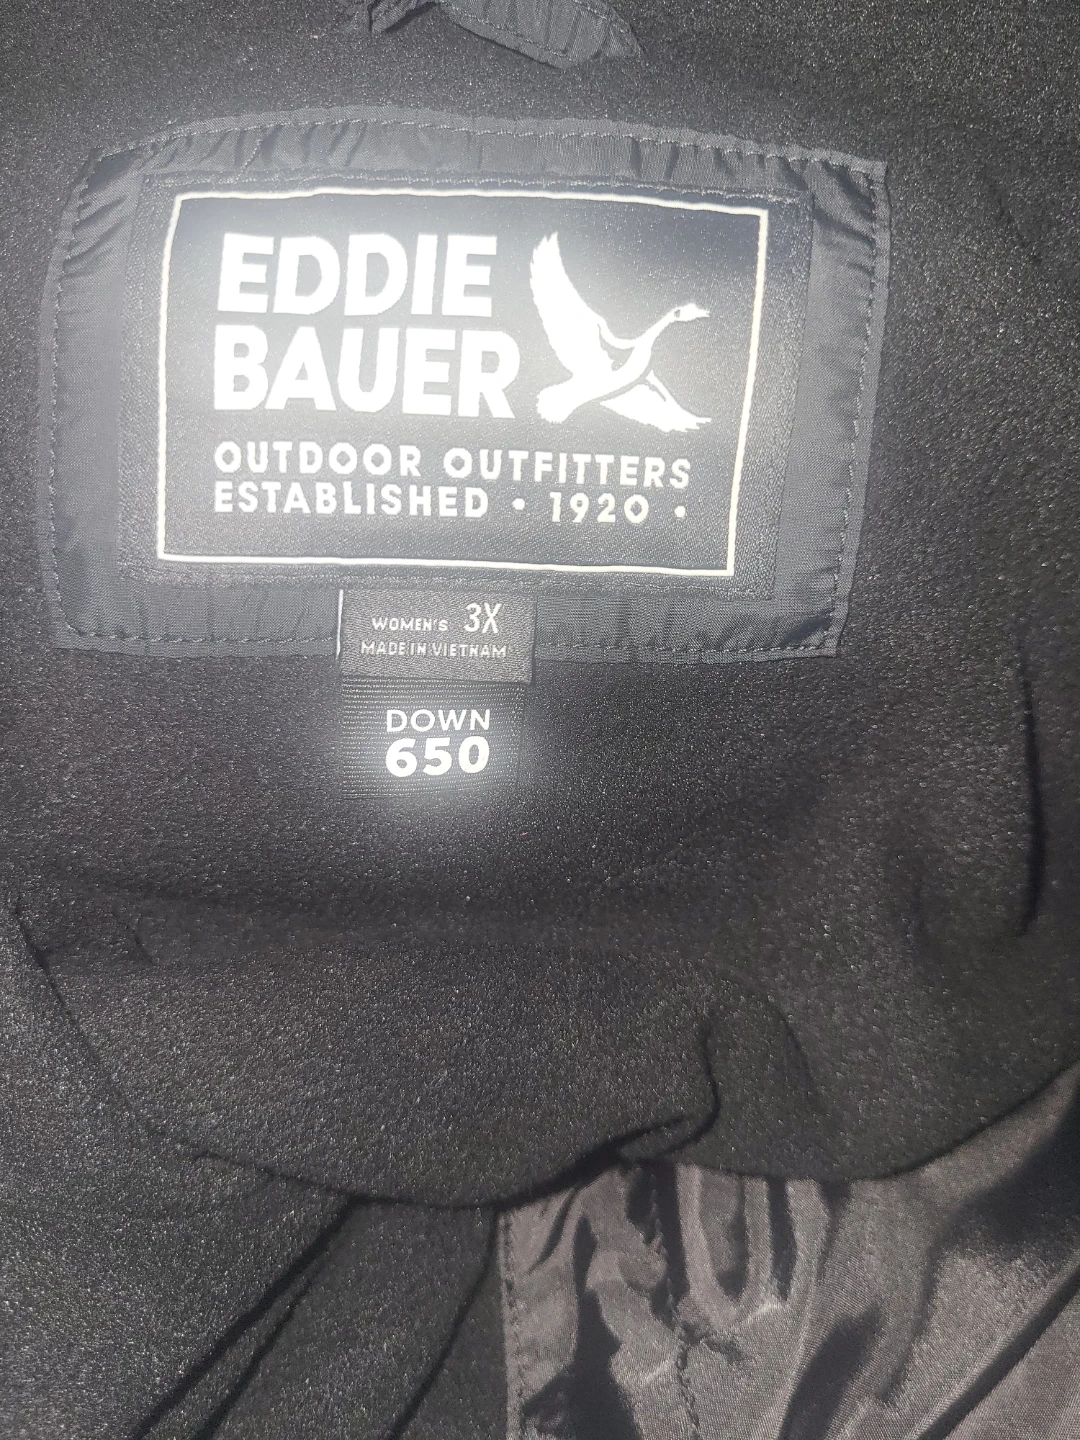 EDDIE
BAUER
OUTDOOR OUTFITTERS
ESTABLISHED • 1920 •
WOMEN'S 3X
MADE IN VIETNAM
DOWN
650